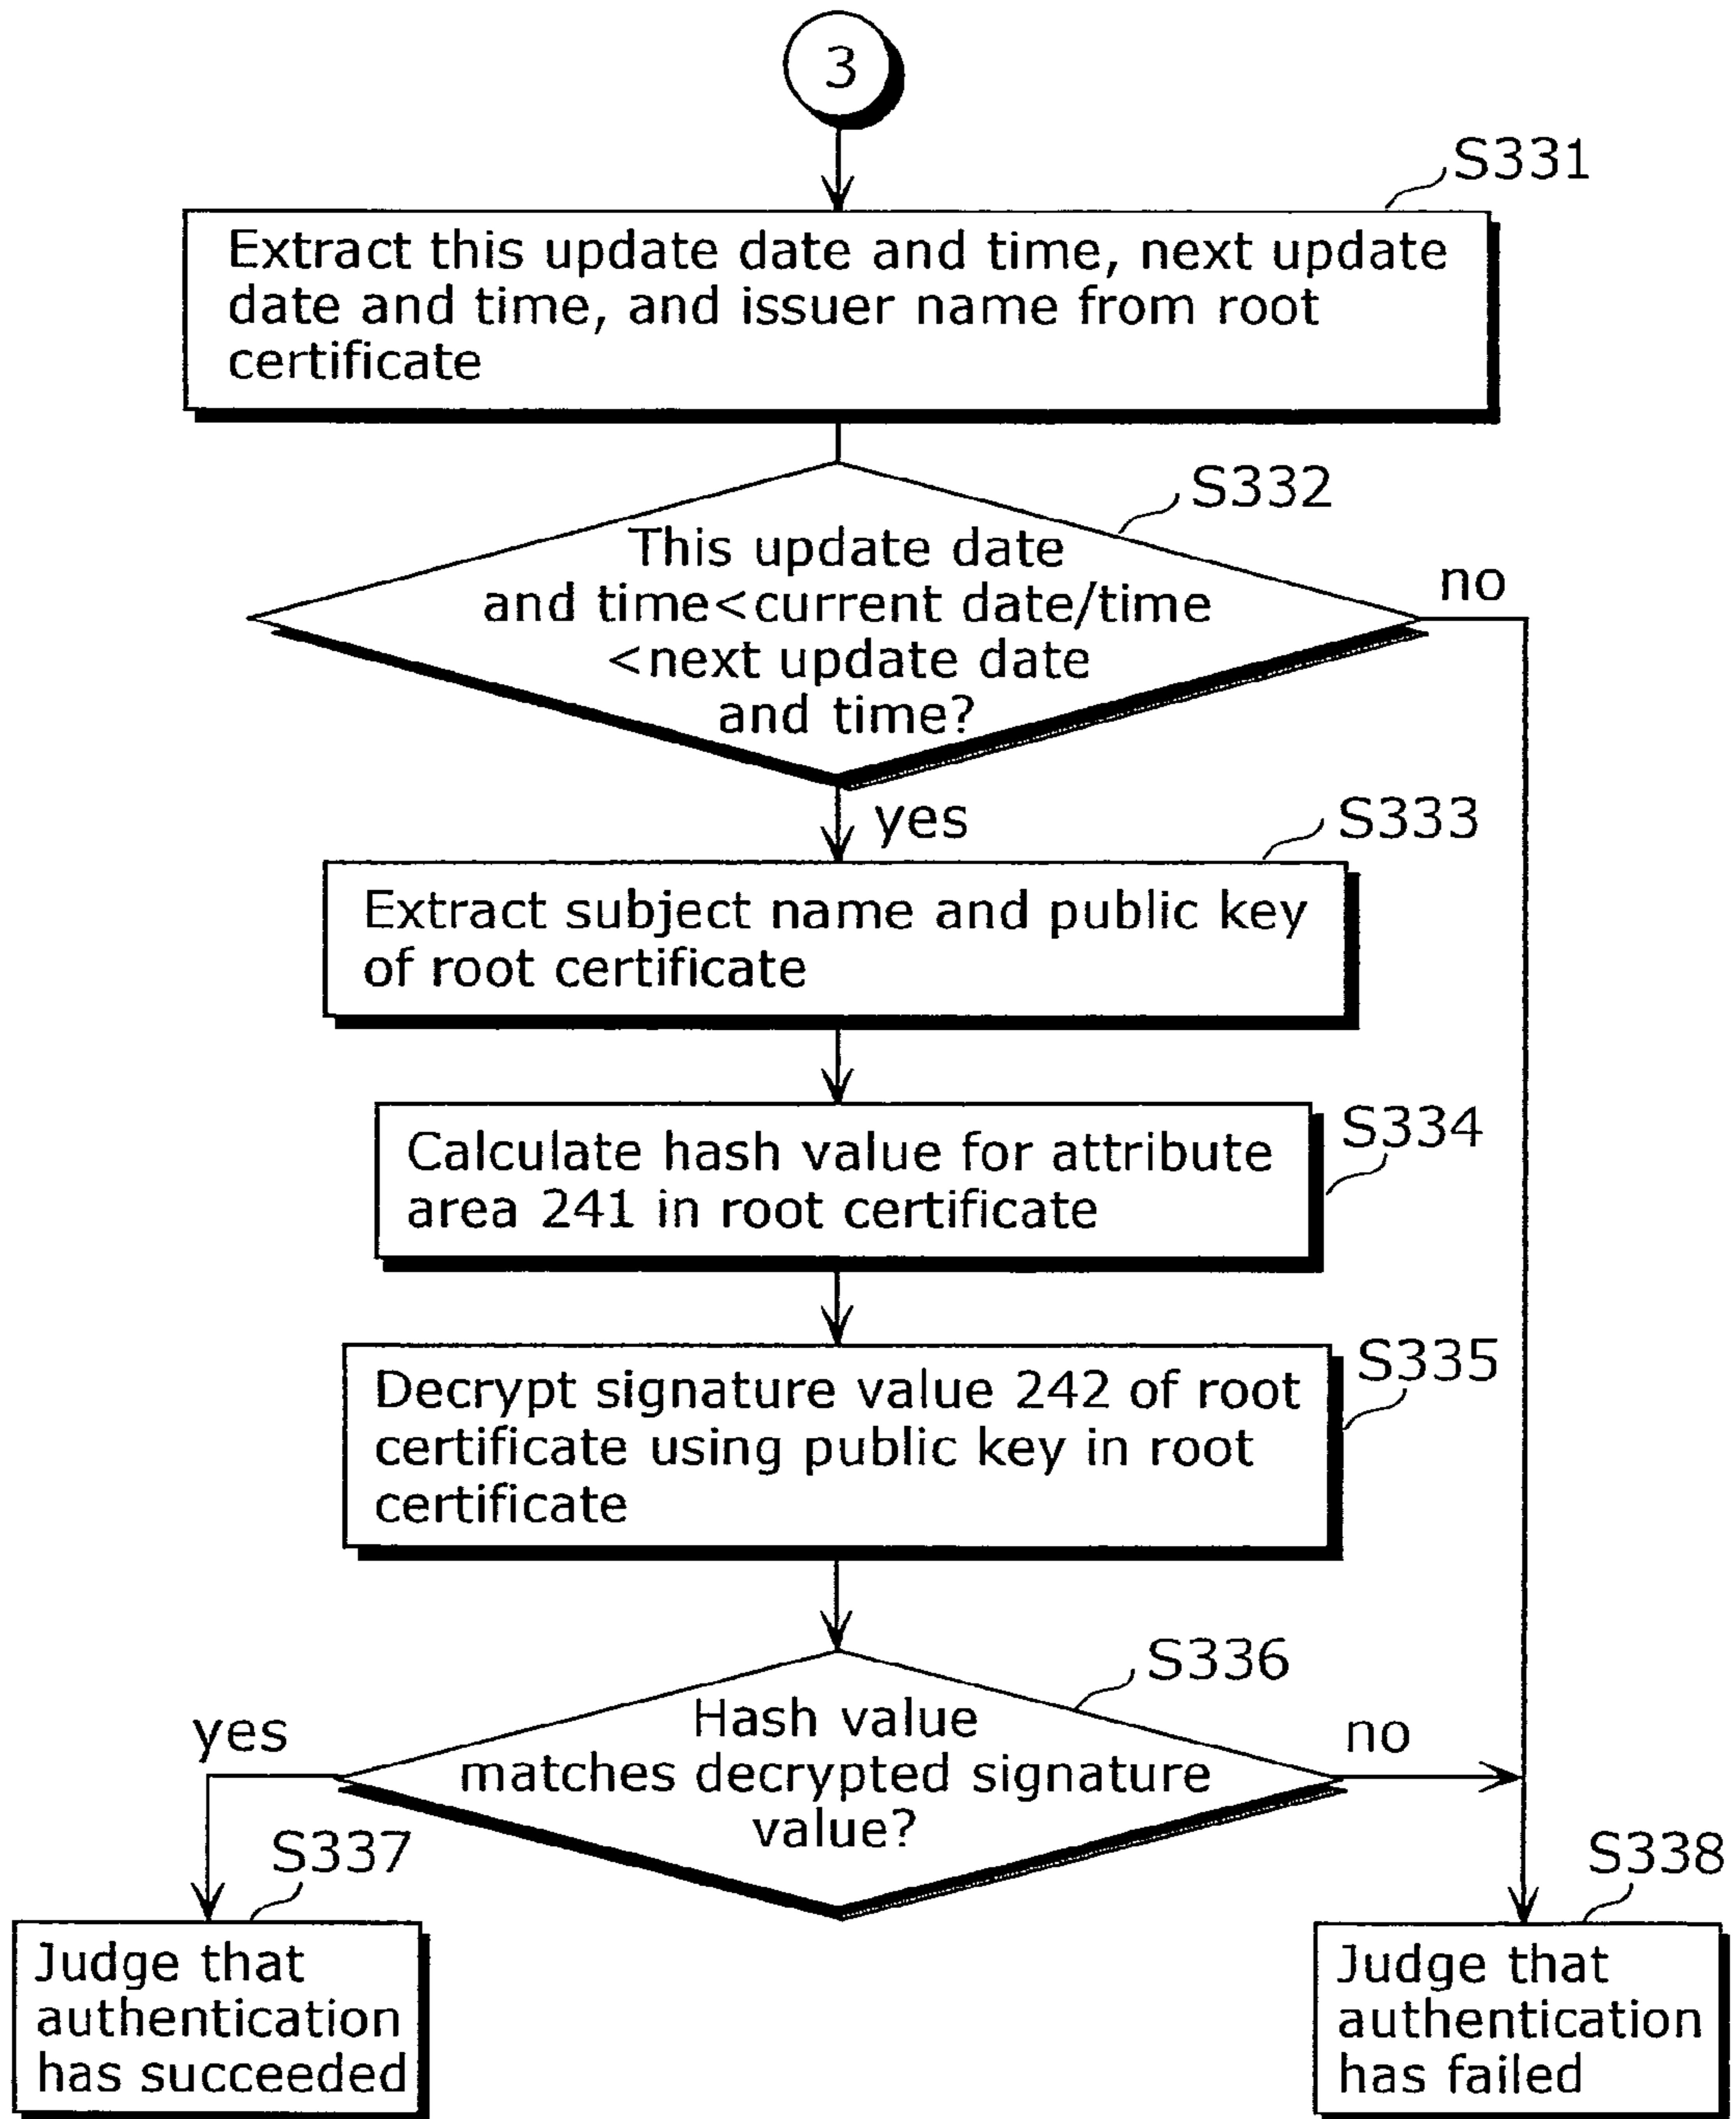 3
S331
Extract this update date and time, next update
date and time, and issuer name from root
certificate
S332
This update date
and time<current date/time
<next update date
and time?
no
yes
S333
Extract subject name and public key
of root certificate
S334
Calculate hash value for attribute
area 241 in root certificate
S335
Decrypt signature value 242 of root
certificate using public key in root
certificate
S336
Hash value
matches decrypted signature
value?
yes
no
S337
Judge that
authentication
has succeeded
S338
Judge that
authentication
has failed